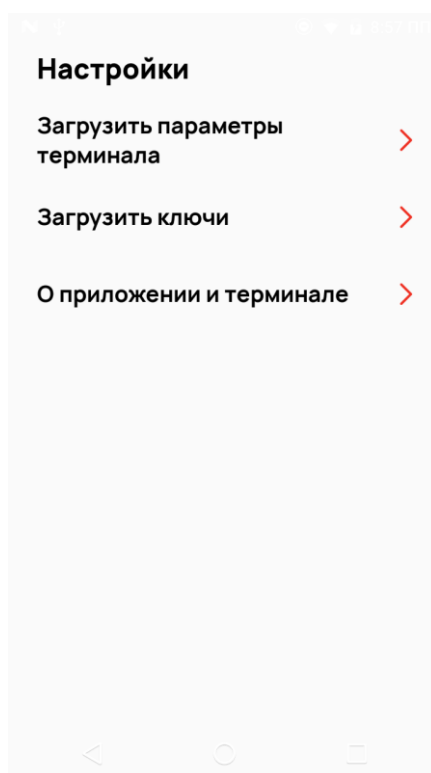 Настройки
Загрузить параметры
терминала
Загрузить ключи
О приложении и терминале